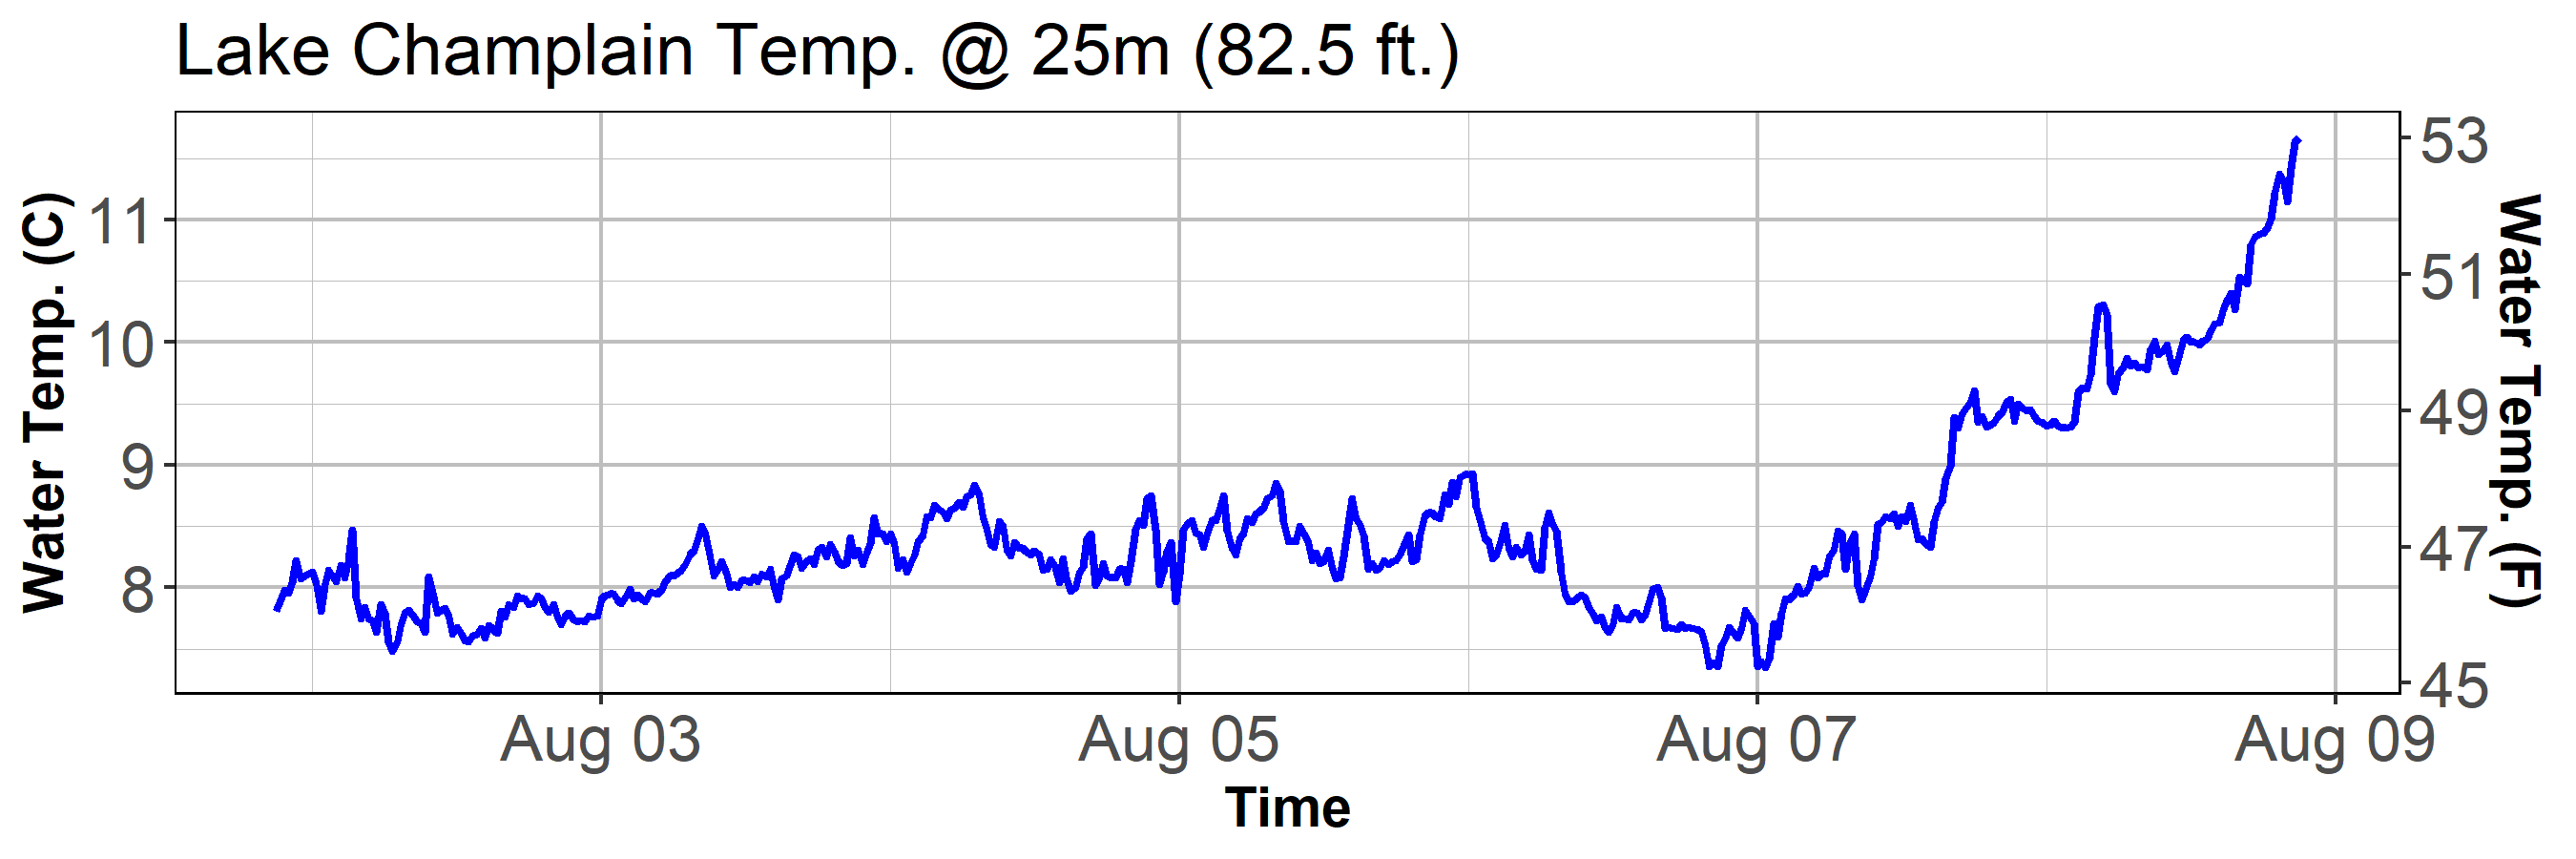 Lake Champlain Temp. @ 25m (82.5 ft.)
Water Temp. (C)
11
10
9
8
53
51
49
47
45
Water Temp. (F)
Aug 03 Aug 05 Aug 07 Aug 09
Time